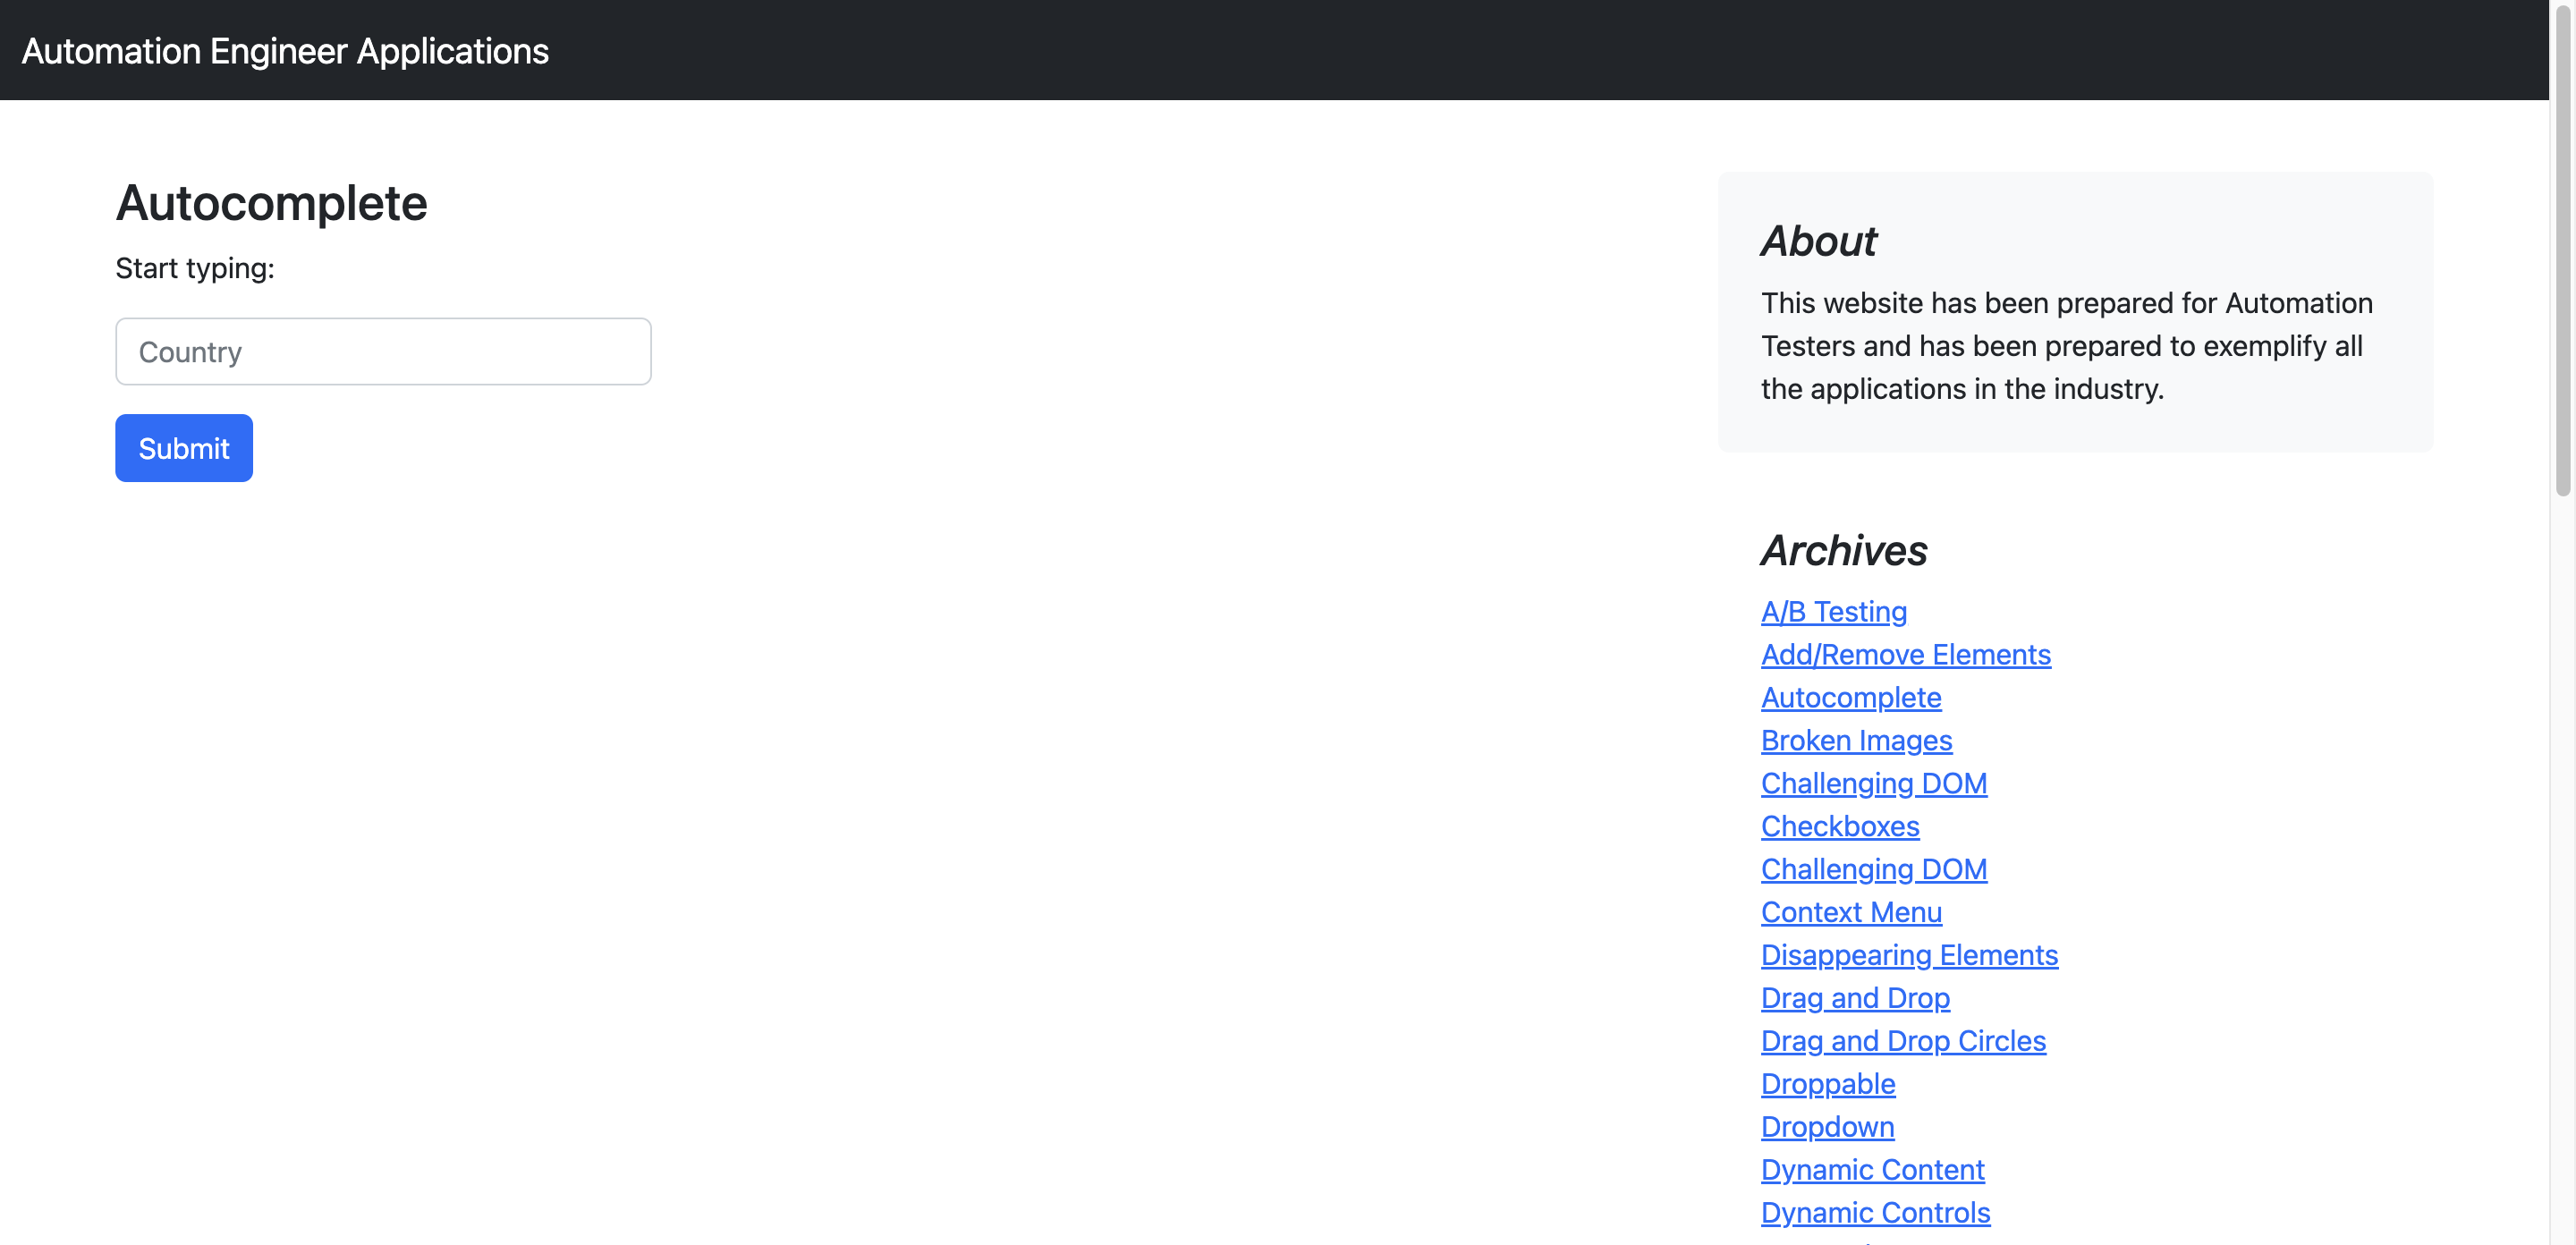 Automation Engineer Applications
Autocomplete
Start typing:
Country
Submit
About
This website has been prepared for Automation
Testers and has been prepared to exemplify all
the applications in the industry.
Archives
A/B Testing
Add/Remove Elements
Autocomplete
Broken Images
Challenging DOM
Checkboxes
Challenging DOM
Context Menu
Disappearing Elements
Drag and Drop
Drag and Drop Circles
Droppable
Dropdown
Dynamic Content
Dynamic Controls